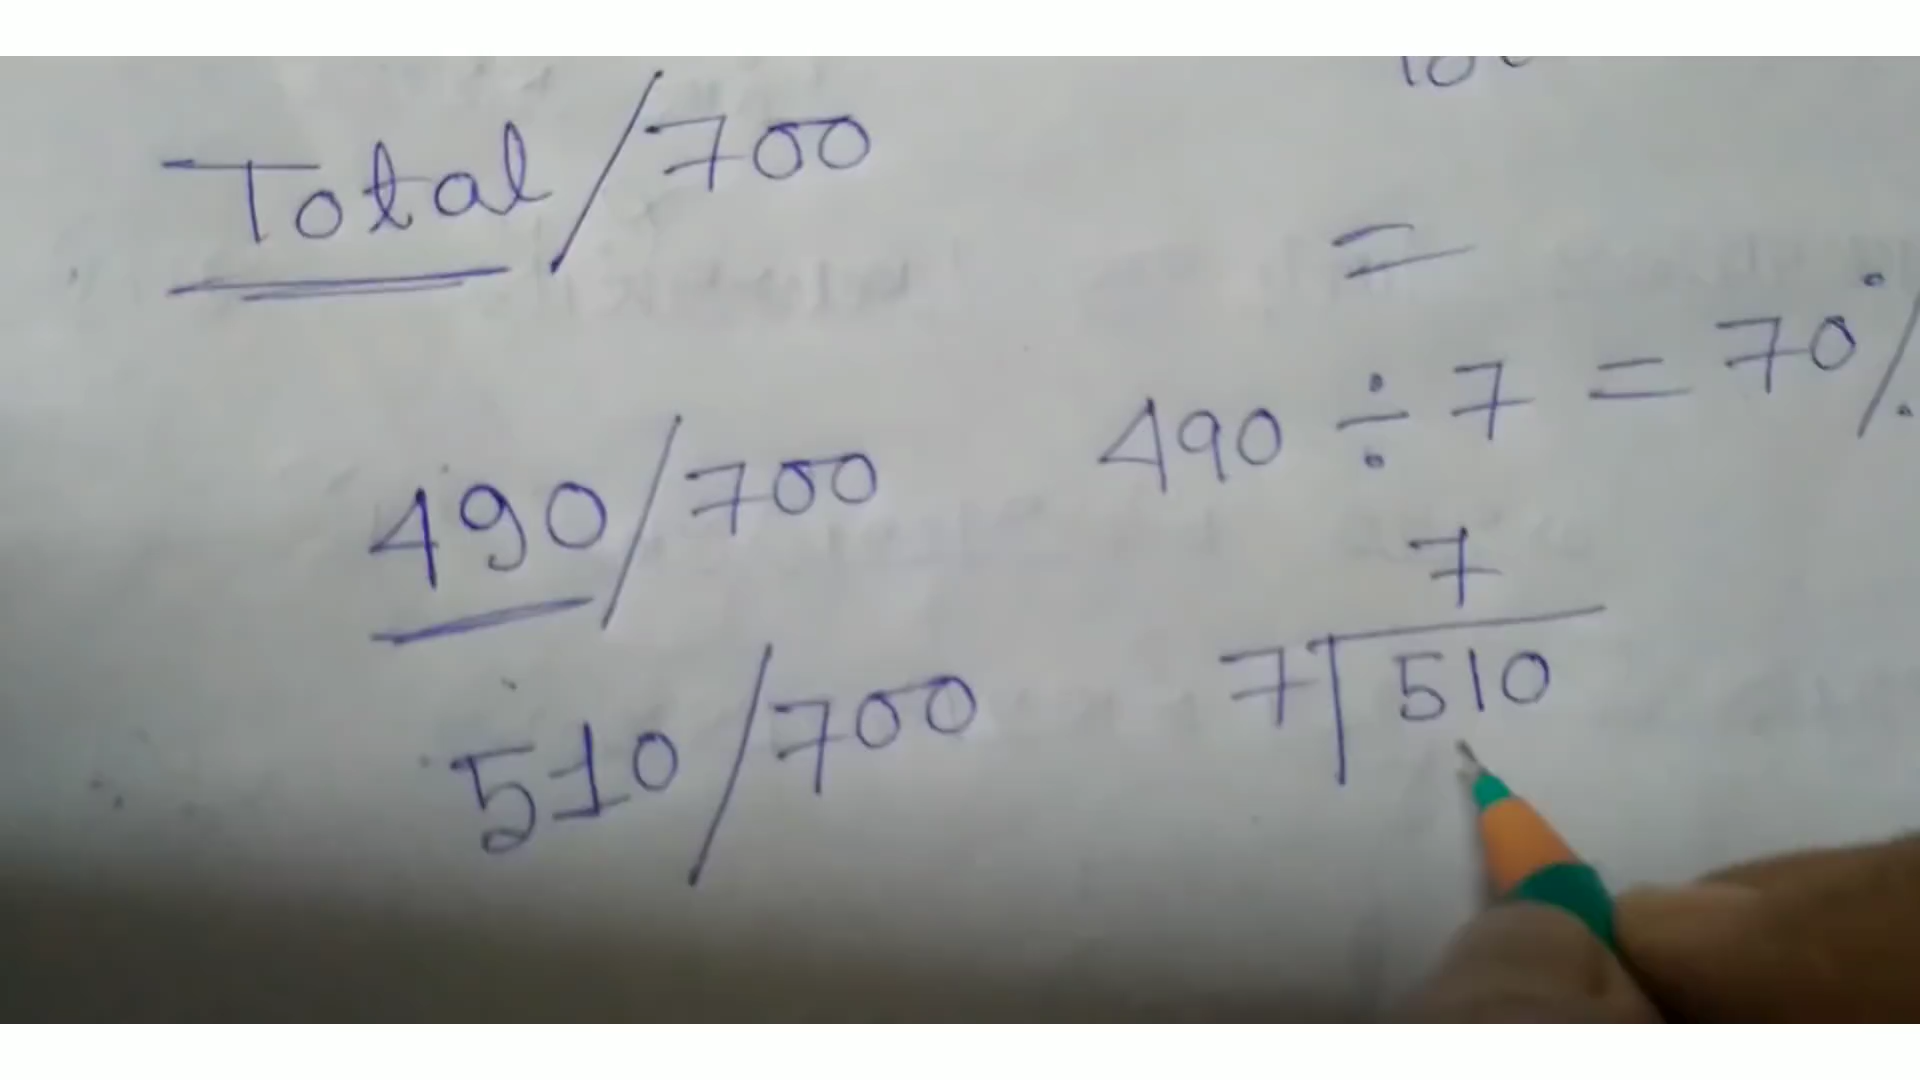 Total/700
=
490 ÷ 7 = 70%
490/700
7
7 510
510/700